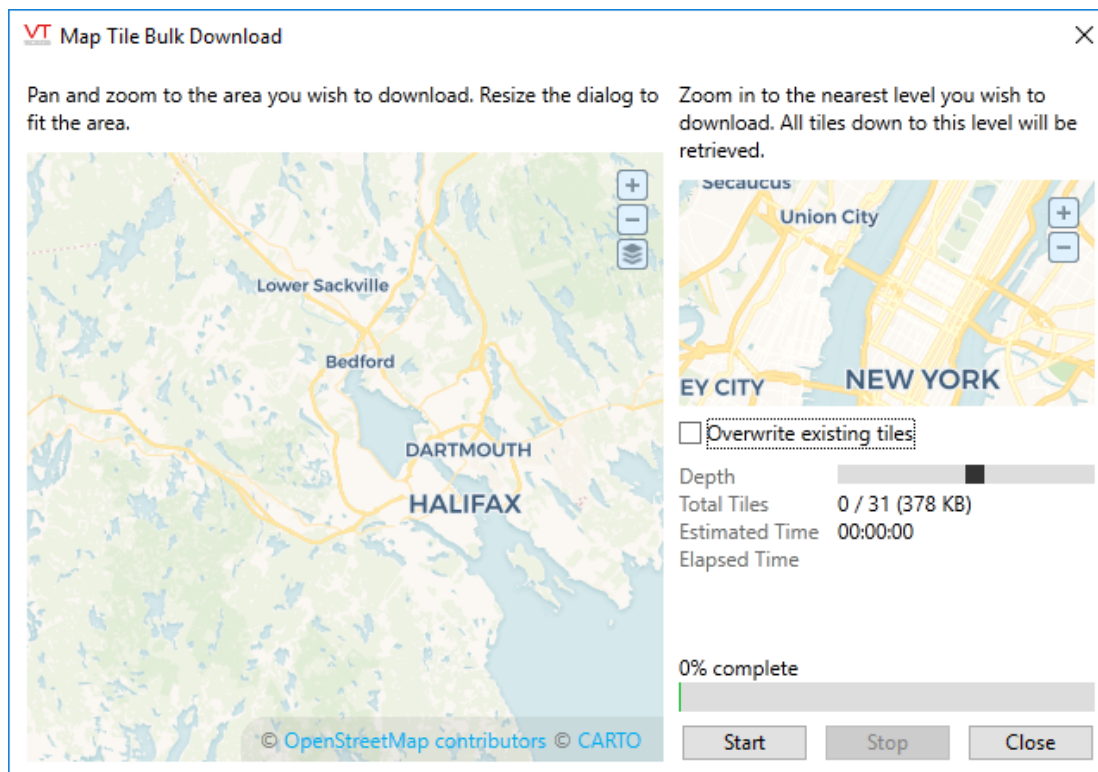 VT Map Tile Bulk Download
Pan and zoom to the area you wish to download. Resize the dialog to
fit the area.
Lower Sackville
Bedford
DARTMOUTH
HALIFAX
© OpenStreetMap contributors © CARTO
Zoom in to the nearest level you wish to
download. All tiles down to this level will be
retrieved.
Secaucus
Union City
EY CITY
NEW YORK
Overwrite existing tiles
Depth
Total Tiles 0 / 31 (378 KB)
Estimated Time 00:00:00
Elapsed Time
0% complete
Start Stop Close